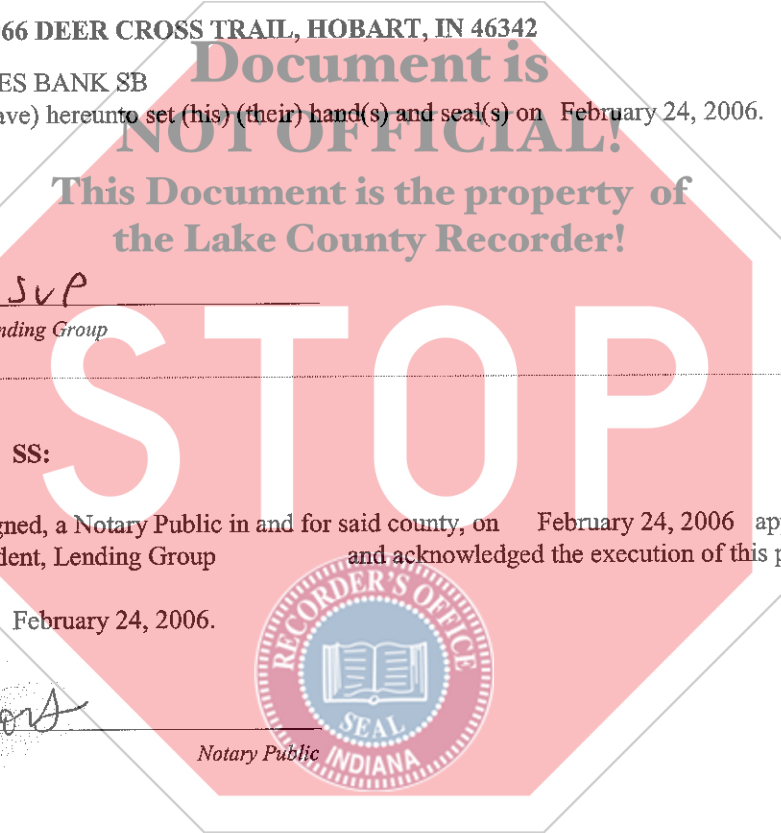 66 DEER CROSS TRAIL, HOBART, IN 46342
Document is
ES BANK SB
ave) hereunto set (his) (their) hand(s) and seal(s) on February 24, 2006.
NOT OFFICIAL!
This Document is the property of
the Lake County Recorder!
SVP
nding Group
STOP
SS:
gned, a Notary Public in and for said county, on February 24, 2006 ap
dent, Lending Group and acknowledged the execution of this p
February 24, 2006.
RECORDER'S OFFICE
SEAL
INDIANA
Notary Public